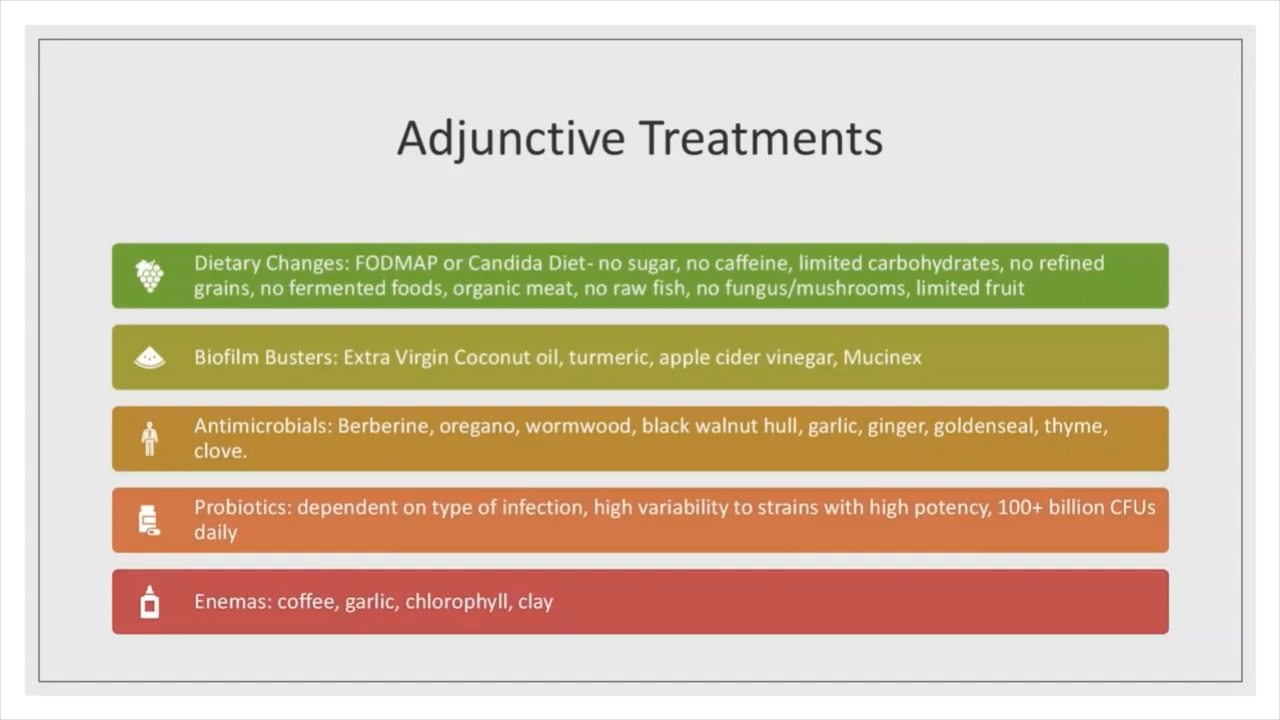 Adjunctive Treatments
Dietary Changes: FODMAP or Candida Diet- no sugar, no caffeine, limited carbohydrates, no refined
grains, no fermented foods, organic meat, no raw fish, no fungus/mushrooms, limited fruit
Biofilm Busters: Extra Virgin Coconut oil, turmeric, apple cider vinegar, Mucinex
Antimicrobials: Berberine, oregano, wormwood, black walnut hull, garlic, ginger, goldenseal, thyme,
clove.
Probiotics: dependent on type of infection, high variability to strains with high potency, 100+ billion CFUs
daily
Enemas: coffee, garlic, chlorophyll, clay